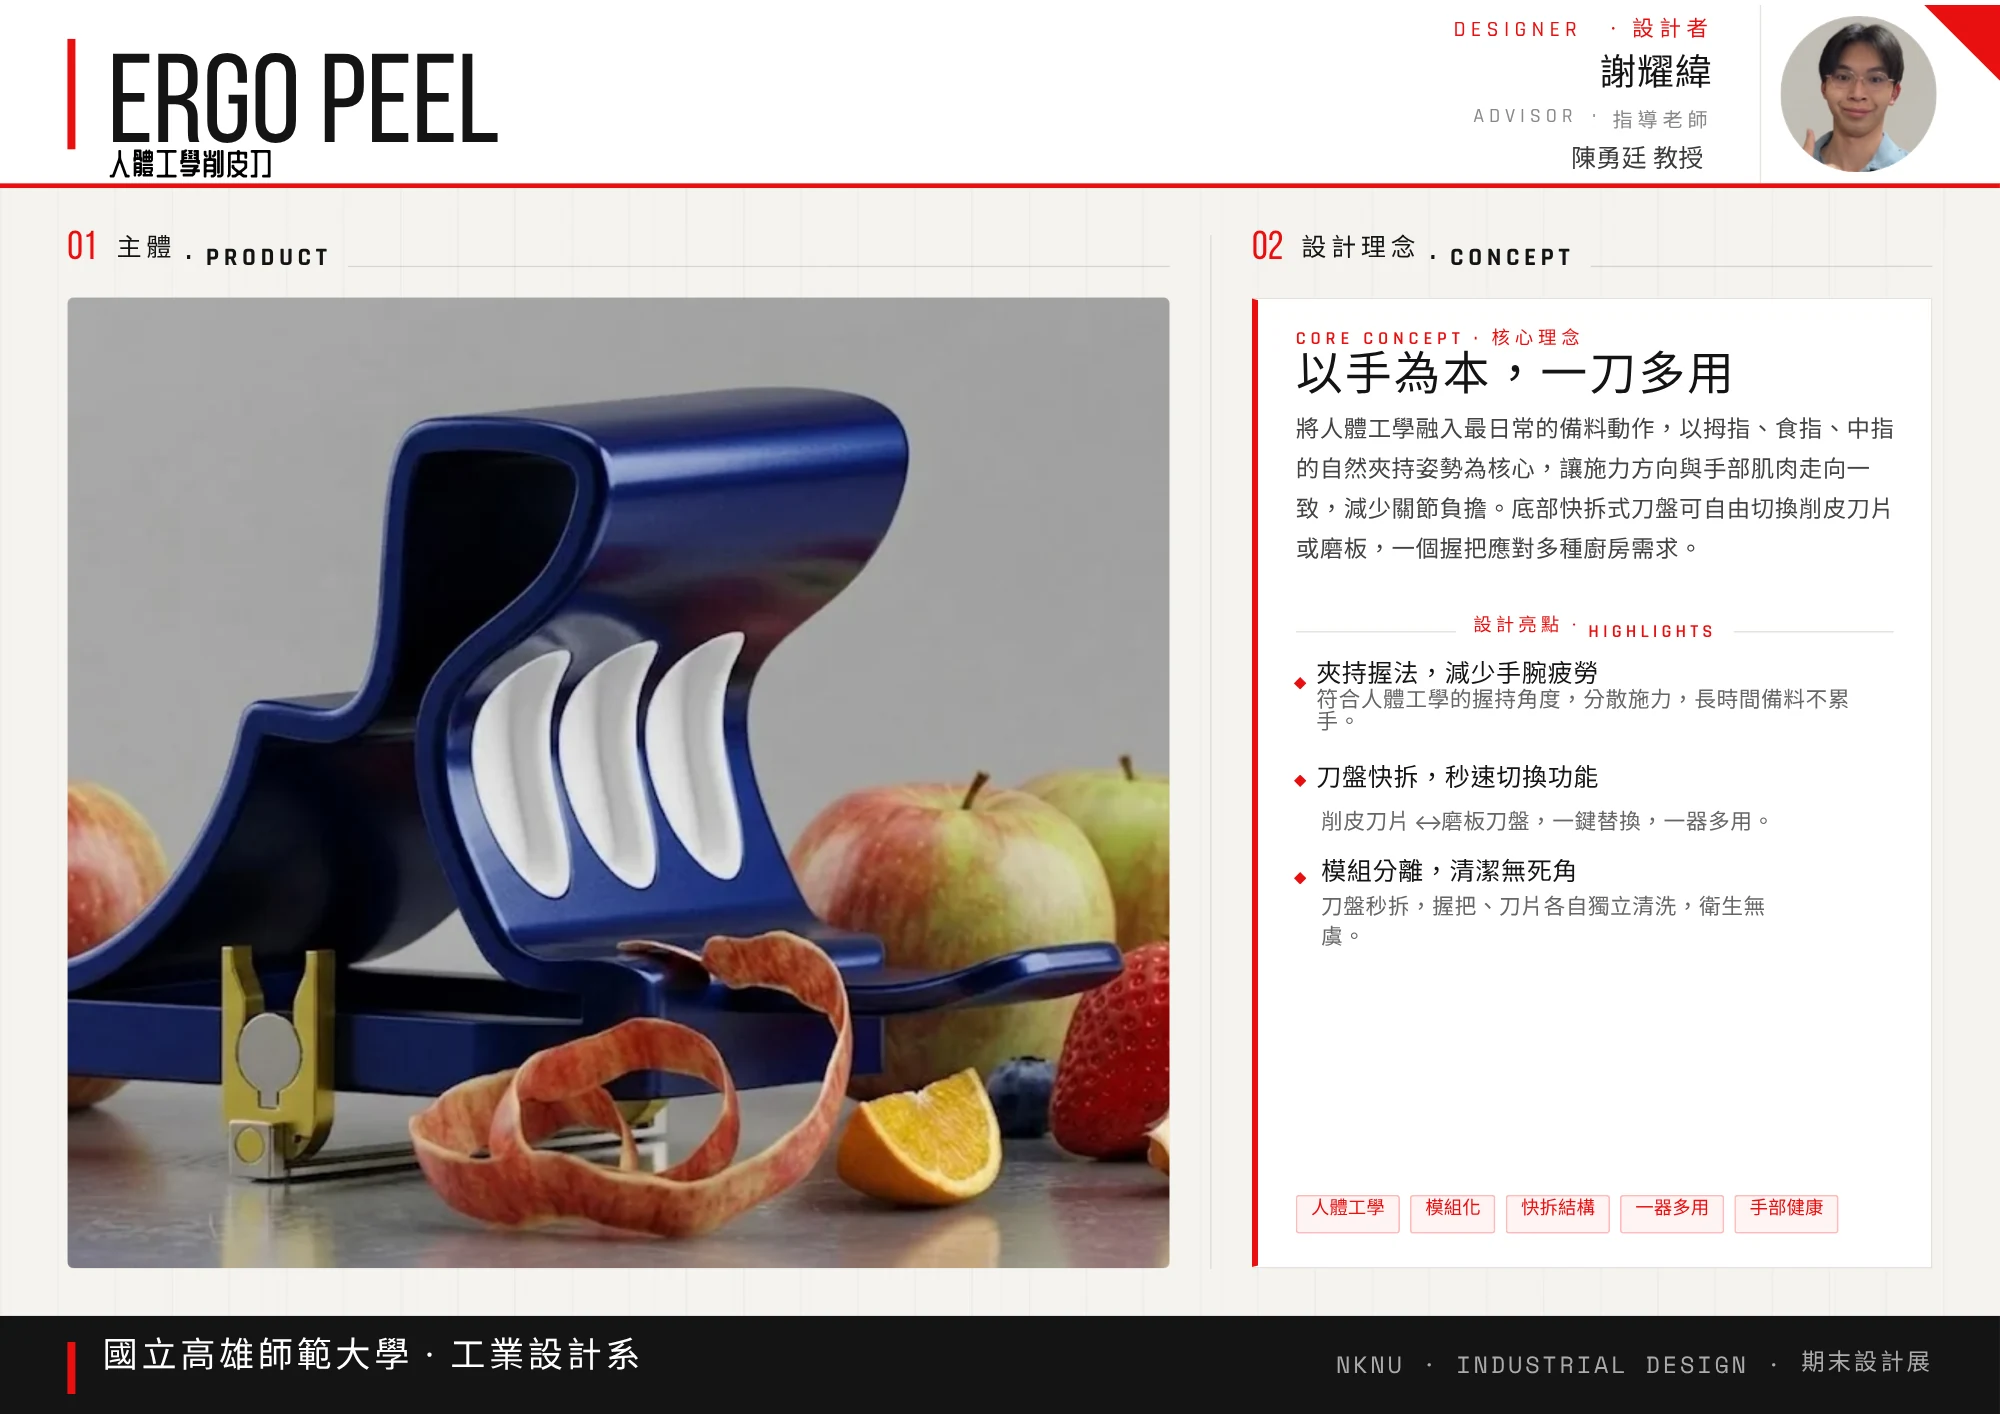 ERGO PEEL
人體工學削皮刀
DESIGNER · 設計者
謝耀緯
ADVISOR · 指導老師
陳勇廷 教授
01 主體 . PRODUCT
02 設計理念 . CONCEPT
CORE CONCEPT · 核心理念
以手為本，一刀多用
將人體工學融入最日常的備料動作，以拇指、食指、中指
的自然夾持姿勢為核心，讓施力方向與手部肌肉走向一
致，減少關節負擔。底部快拆式刀盤可自由切換削皮刀片
或磨板，一個握把應對多種廚房需求。
設計亮點 · HIGHLIGHTS
夾持握法，減少手腕疲勞
符合人體工學的握持角度，分散施力，長時間備料不累
手。
刀盤快拆，秒速切換功能
削皮刀片 ↔磨板刀盤，一鍵替換，一器多用。
模組分離，清潔無死角
刀盤秒拆，握把、刀片各自獨立清洗，衛生無
虞。
人體工學 模組化 快拆結構 一器多用 手部健康
國立高雄師範大學 · 工業設計系
NKNU · INDUSTRIAL DESIGN · 期末設計展